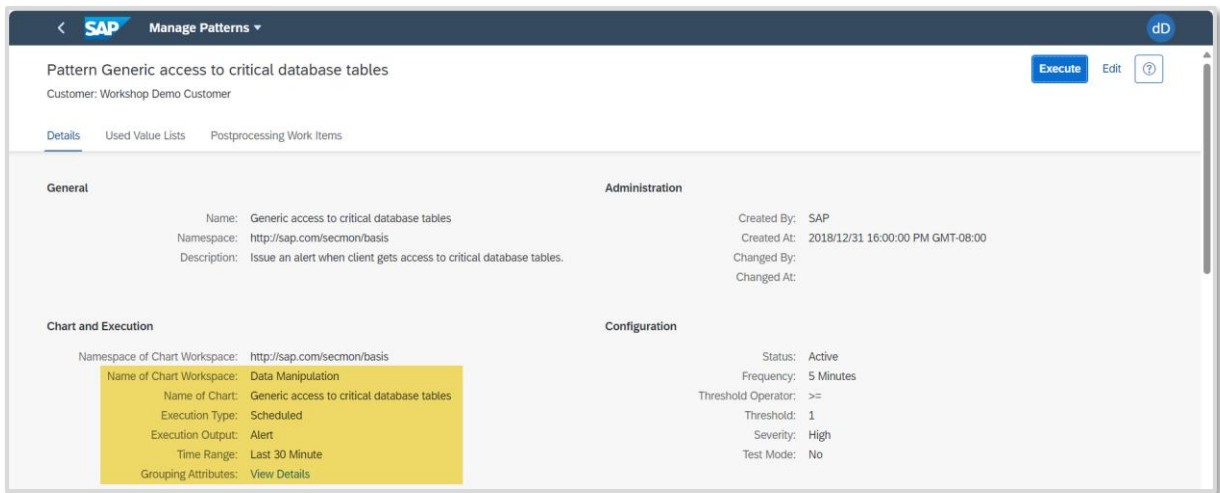 SAP Manage Patterns
dD
Pattern Generic access to critical database tables
Execute Edit ?
Customer: Workshop Demo Customer
Details Used Value Lists Postprocessing Work Items
General
Name: Generic access to critical database tables
Namespace: http://sap.com/secmon/basis
Description: Issue an alert when client gets access to critical database tables.
Administration
Created By: SAP
Created At: 2018/12/31 16:00:00 PM GMT-08:00
Changed By:
Changed At:
Chart and Execution
Namespace of Chart Workspace: http://sap.com/secmon/basis
Name of Chart Workspace: Data Manipulation
Name of Chart: Generic access to critical database tables
Execution Type: Scheduled
Execution Output: Alert
Time Range: Last 30 Minute
Grouping Attributes: View Details
Configuration
Status: Active
Frequency: 5 Minutes
Threshold Operator: >=
Threshold: 1
Severity: High
Test Mode: No